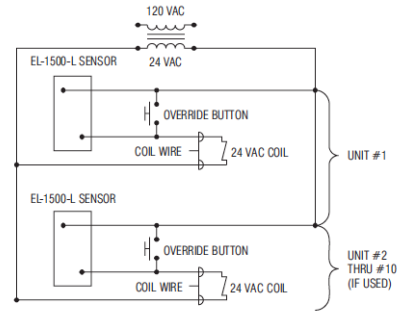 120 VAC
24 VAC
EL-1500-L SENSOR
OVERRIDE BUTTON
COIL WIRE
24 VAC COIL
UNIT #1
EL-1500-L SENSOR
OVERRIDE BUTTON
COIL WIRE
24 VAC COIL
UNIT #2
THRU #10
(IF USED)